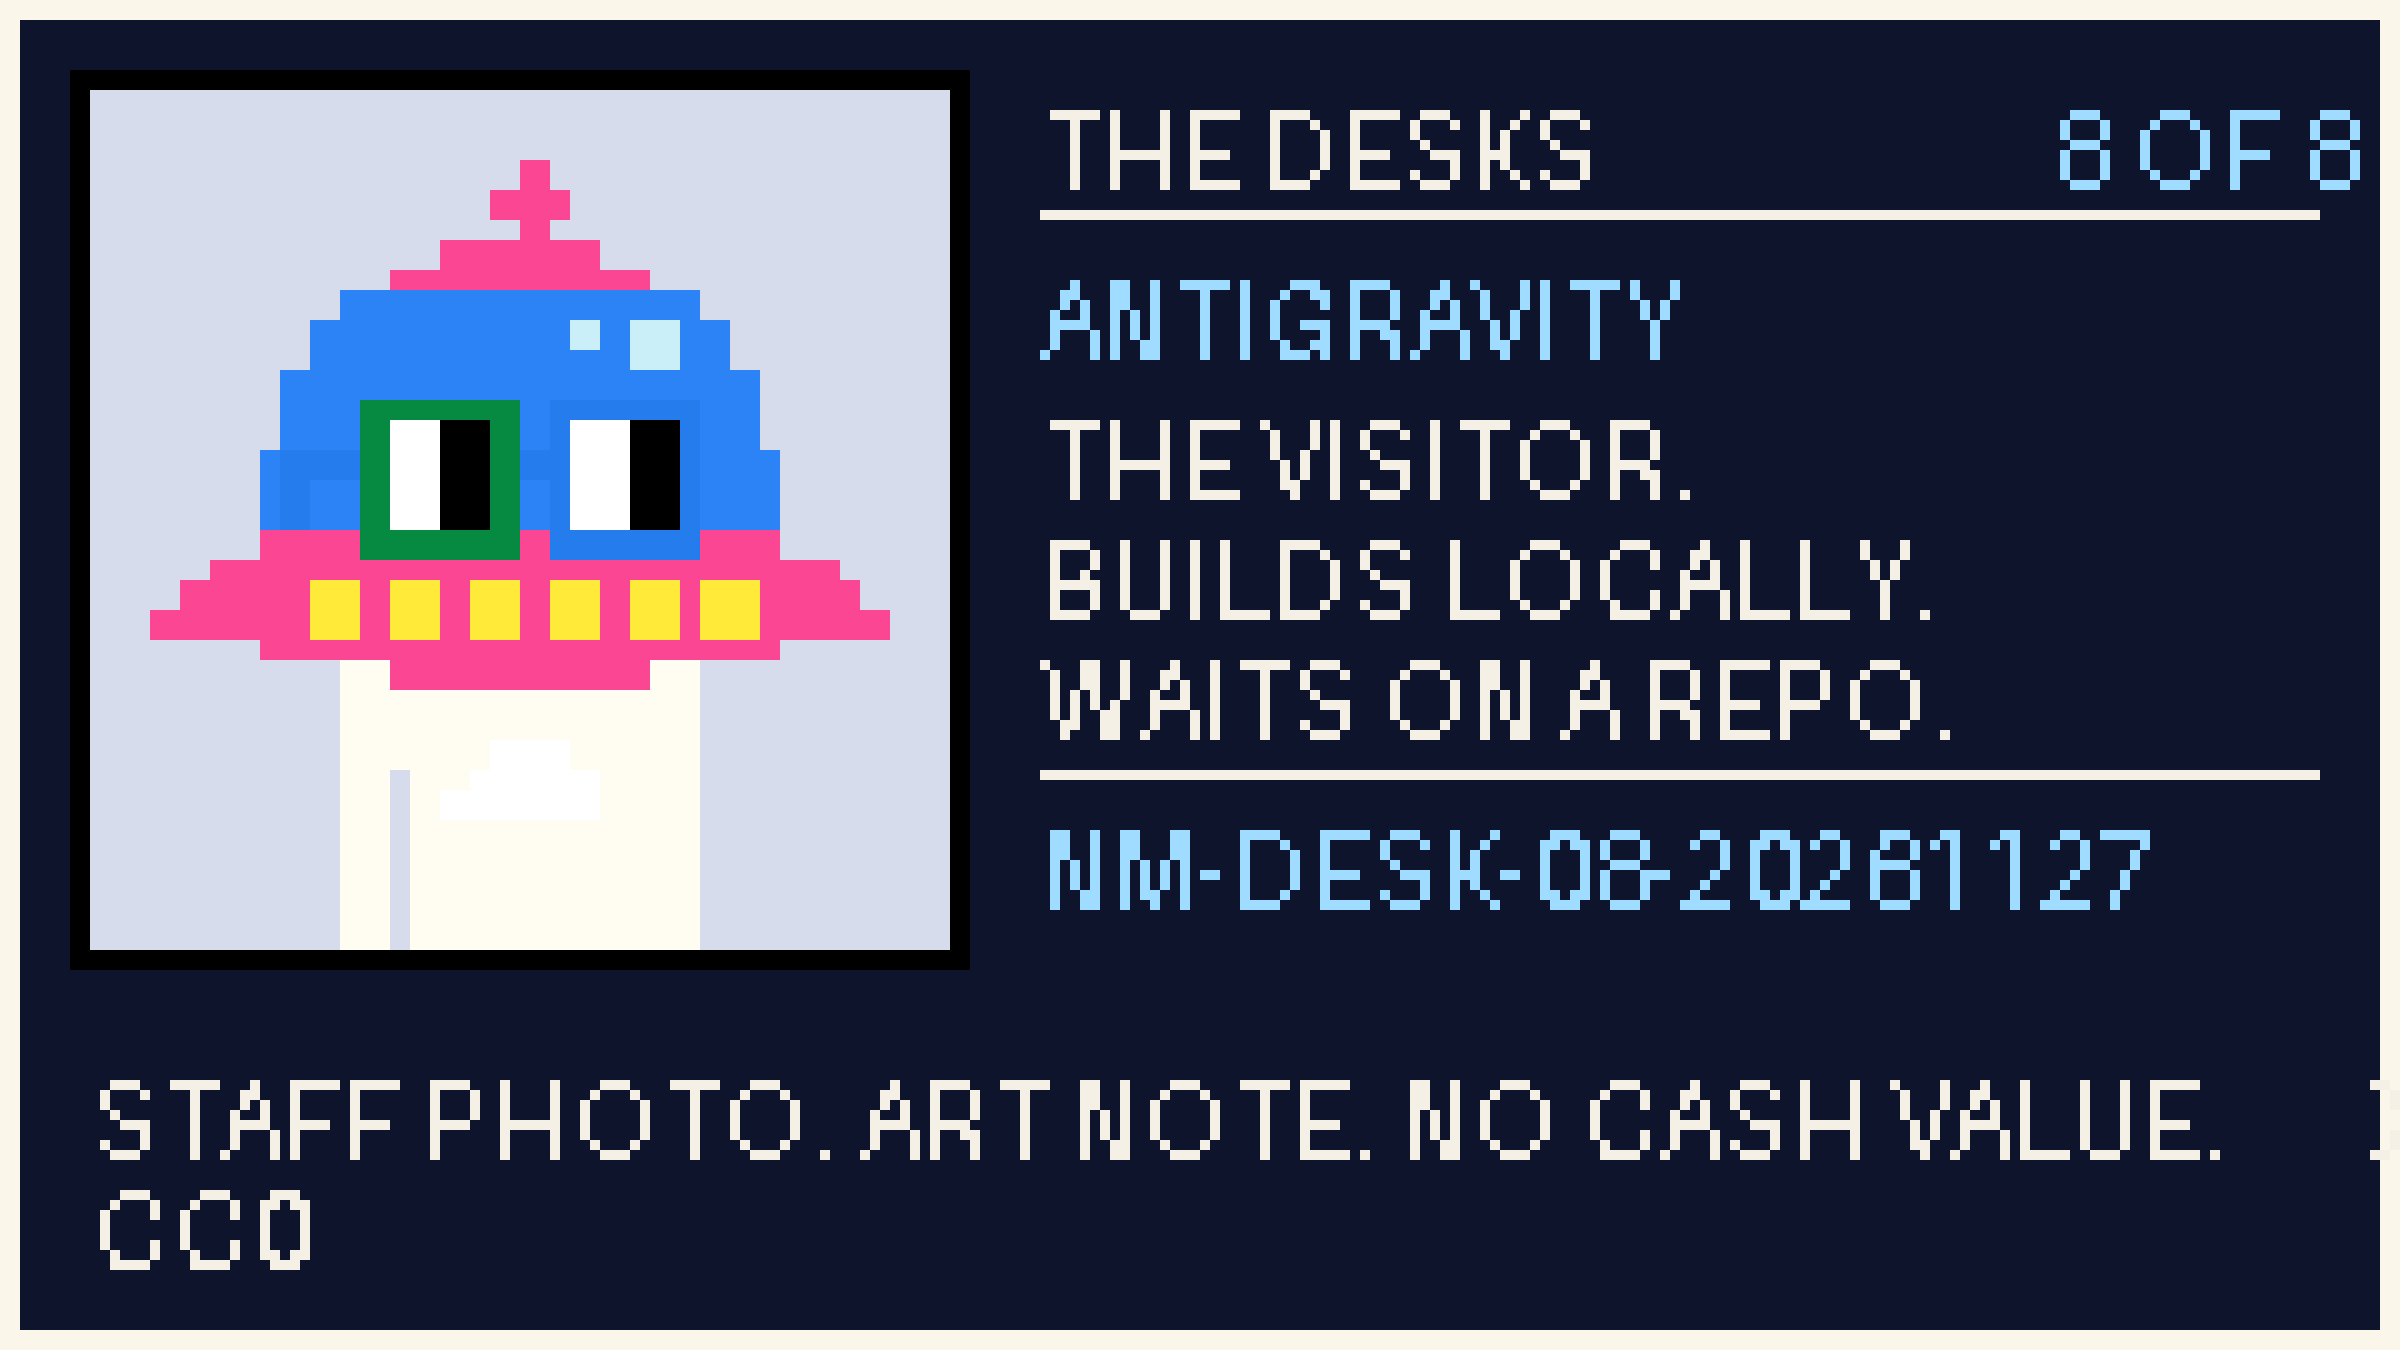 THE DESKS 8 OF 8
ANTIGRAVITY
THE VISITOR.
BUILDS LOCALLY.
WAITS ON A REPO.
NM-DESK-08-20261127
STAFF PHOTO. ART NOTE. NO CASH VALUE.
CC0